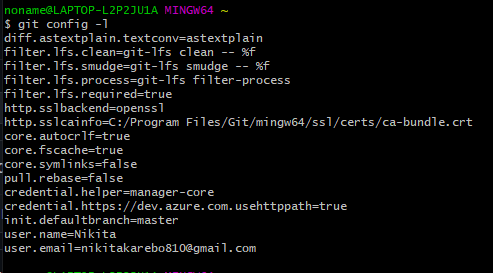 noname@LAPTOP-L2P2JU1A MINGW64 ~
$ git config -l
diff.astextplain.textconv=astextplain
filter.lfs.clean=git-lfs clean -- %f
filter.lfs.smudge=git-lfs smudge -- %f
filter.lfs.process=git-lfs filter-process
filter.lfs.required=true
http.sslbackend=openssl
http.sslcainfo=C:/Program Files/Git/mingw64/ssl/certs/ca-bundle.crt
core.autocrlf=true
core.fscache=true
core.symlinks=false
pull.rebase=false
credential.helper=manager-core
credential.https://dev.azure.com.usehttppath=true
init.defaultbranch=master
user.name=Nikita
user.email=nikitakarebo810@gmail.com